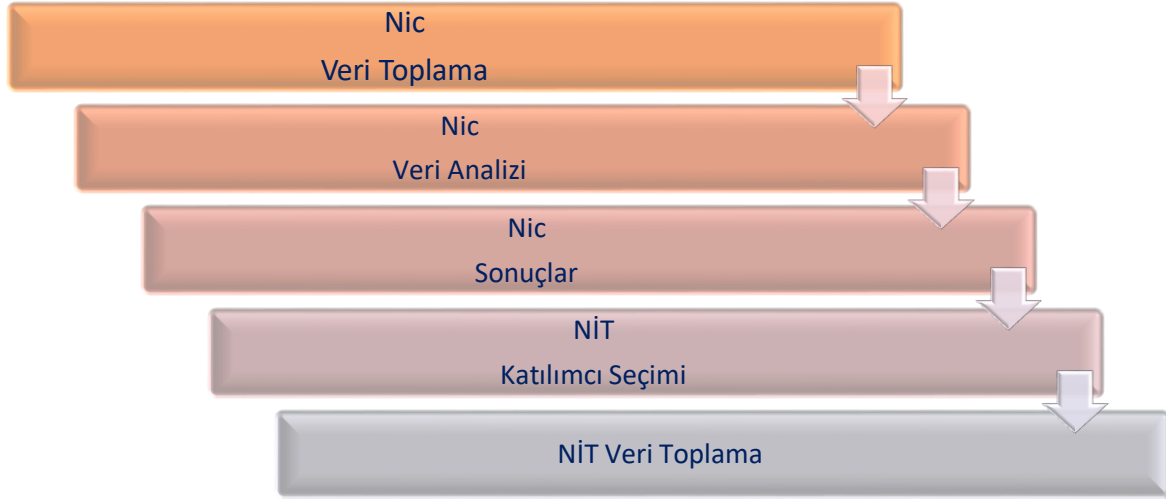 Nic
Veri Toplama
Nic
Veri Analizi
Nic
Sonuçlar
NİT
Katılımcı Seçimi
NİT Veri Toplama